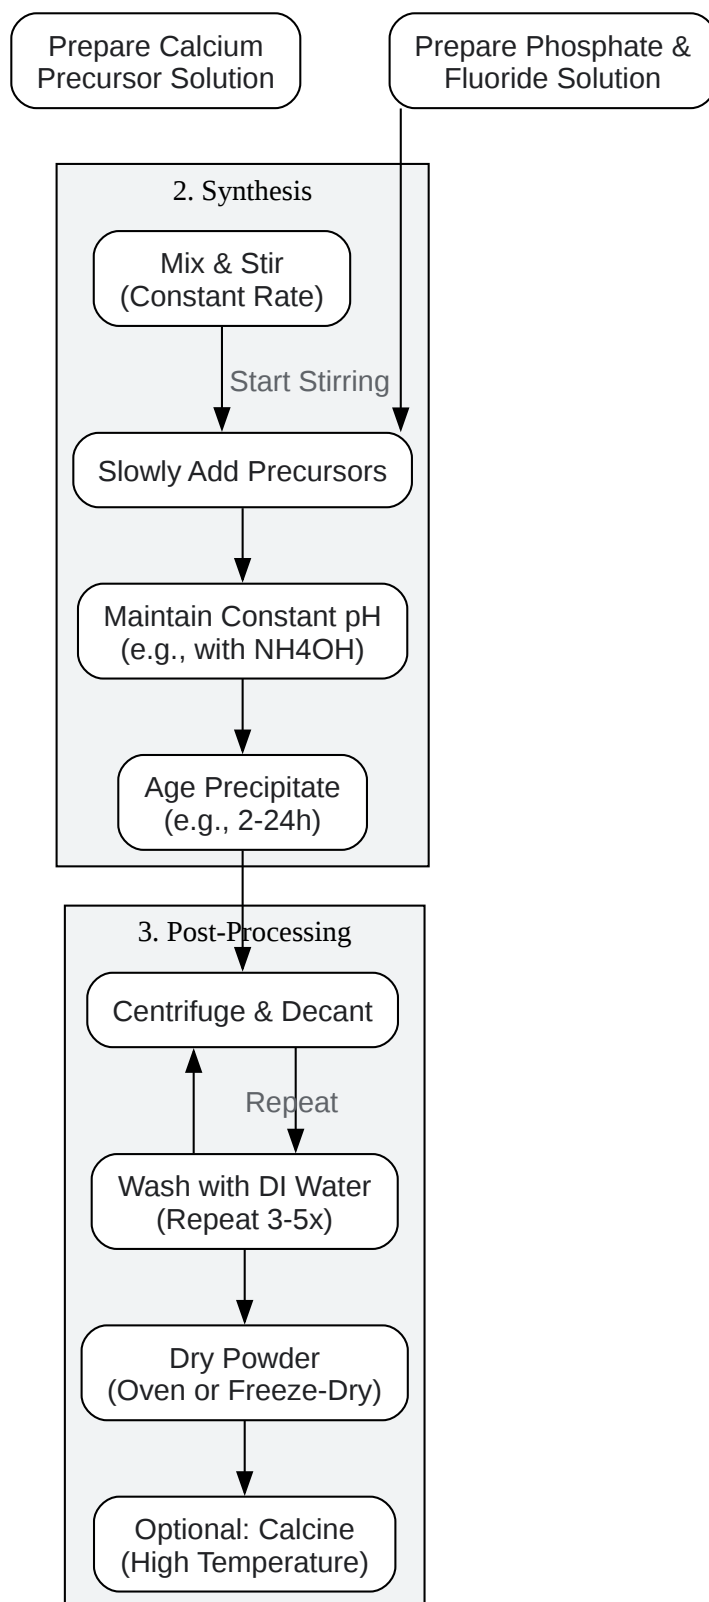 Prepare Calcium
Precursor Solution
Prepare Phosphate &
Fluoride Solution
2. Synthesis
Mix & Stir
(Constant Rate)
Start Stirring
Slowly Add Precursors
Maintain Constant pH
(e.g., with NH4OH)
Age Precipitate
(e.g., 2-24h)
3. Post-Processing
Centrifuge & Decant
Repeat
Wash with DI Water
(Repeat 3-5x)
Dry Powder
(Oven or Freeze-Dry)
Optional: Calcine
(High Temperature)